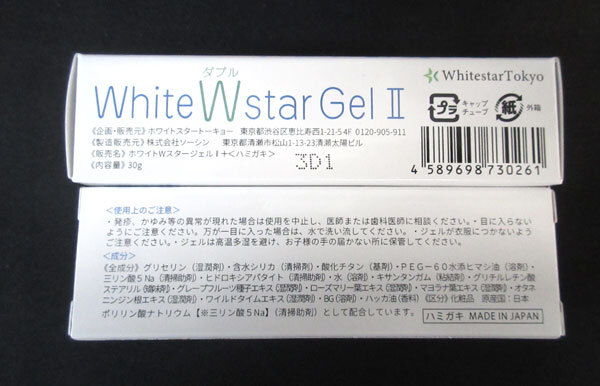 ダブル
White W star Gel Ⅱ
WhitestarTokyo
プラ キャップ チューブ 紙 外箱
《企画・販売元》ホワイトスタートーキョー 東京都渋谷区恵比寿西1-21-5 4F 0120-905-911
《製造販売元》株式会社ソーシン 東京都清瀬市松山1-13-23清瀬太陽ビル
《販売名》ホワイトWスタージェルⅡ+<ハミガキ>
《内容量》30g
3D1
4 589698 730261
<使用上のご注意>
・発疹、かゆみ等の異常が現れた場合は使用を中止し、医師または歯科医師に相談ください。・目に入らない
ようにご注意ください。万が一目に入った場合は、水で洗い流してください。・ジェルが衣服につかないよう
ご注意ください。・ジェルは高温多湿を避け、お子様の手の届かない所に保管してください。
<成分>
《全成分》グリセリン(湿潤剤)・含水シリカ(清掃剤)・酸化チタン(基剤)・PEG-60水添ヒマシ油(溶剤)・
三リン酸5Na(清掃助剤)・ヒドロキシアパタイト(清掃助剤)・水(溶剤)・キサンタンガム(粘結剤)・グリチルレチン酸
ステアリル(矯味剤)・グレープフルーツ種子エキス(湿潤剤)・ローズマリー葉エキス(湿潤剤)・マヨラナ葉エキス(湿潤剤)・オタネ
ニンジン根エキス(湿潤剤)・ワイルドタイムエキス(湿潤剤)・BG(溶剤)・ハッカ油(香料)《区分》化粧品 原産国:日本
ポリリン酸ナトリウム【※三リン酸5Na】(清掃助剤)として配合しています。
ハミガキ MADE IN JAPAN